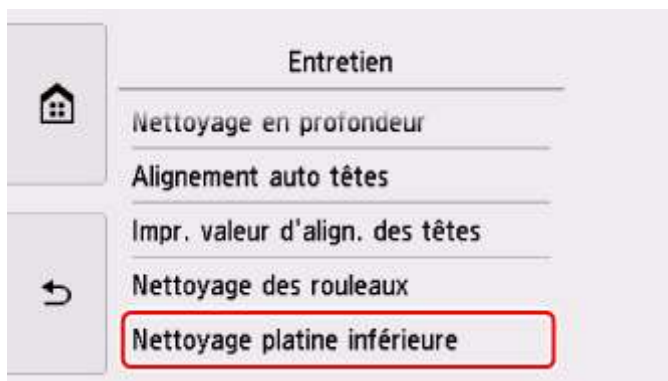 Entretien
Nettoyage en profondeur
Alignement auto têtes
Impr. valeur d'align. des têtes
Nettoyage des rouleaux
Nettoyage platine inférieure